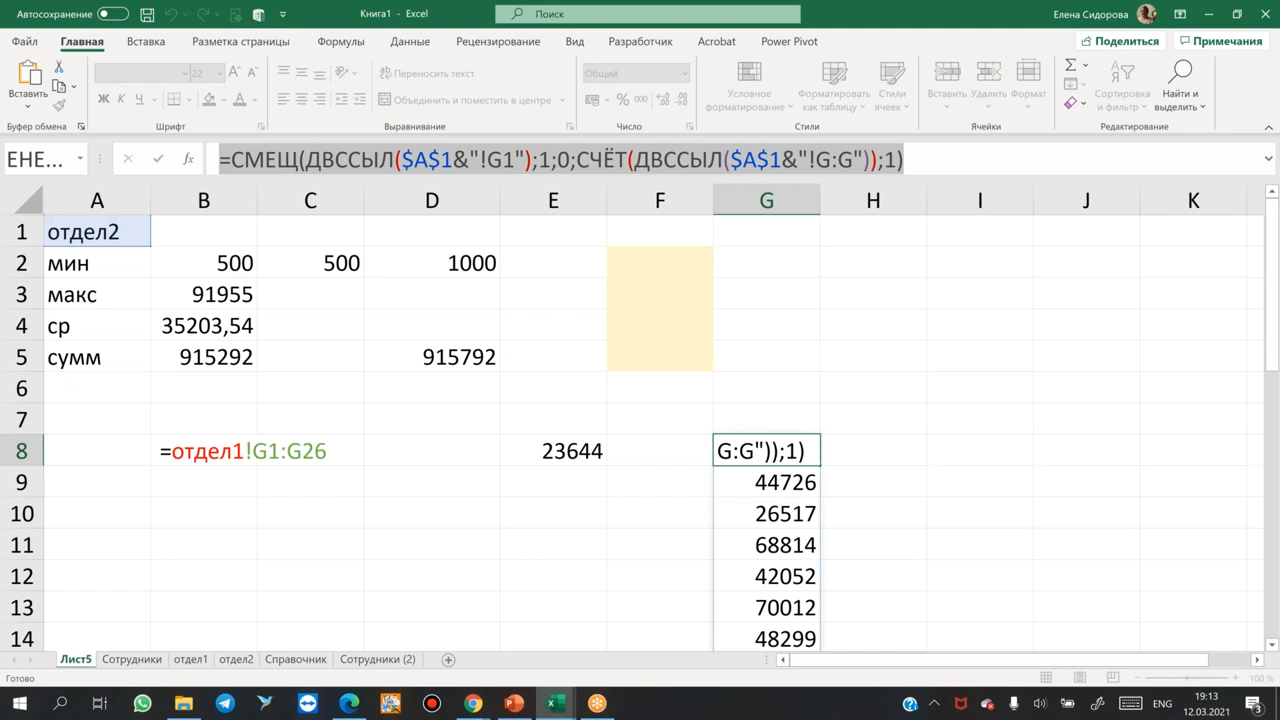 Автосохранение
Книга1 - Excel
Поиск
Елена Сидорова
Файл Главная Вставка Разметка страницы Формулы Данные Рецензирование Вид Разработчик Acrobat Power Pivot
Поделиться Примечания
Вставить
Буфер обмена
22
Ж К Ч
Шрифт
Переносить текст
Объединить и поместить в центре
Выравнивание
Общий
% 000
Число
Условное форматирование
Форматировать как таблицу
Стили ячеек
Стили
Вставить Удалить Формат
Ячейки
Сортировка и фильтр
Найти и выделить
Редактирование
ЕНЕ... fx =СМЕЩ(ДВССЫЛ($A$1&"!G1");1;0;СЧЁТ(ДВССЫЛ($A$1&"!G:G"));1)
A B C D E F G H I J K
1 отдел2
2 мин 500 500 1000
3 макс 91955
4 ср 35203,54
5 сумм 915292 915792
6
7
8 =отдел1!G1:G26 23644 G:G"));1)
9 44726
10 26517
11 68814
12 42052
13 70012
14 48299
Лист5 Сотрудники отдел1 отдел2 Справочник Сотрудники (2)
Готово
100 %
ENG
19:13
12.03.2021
3